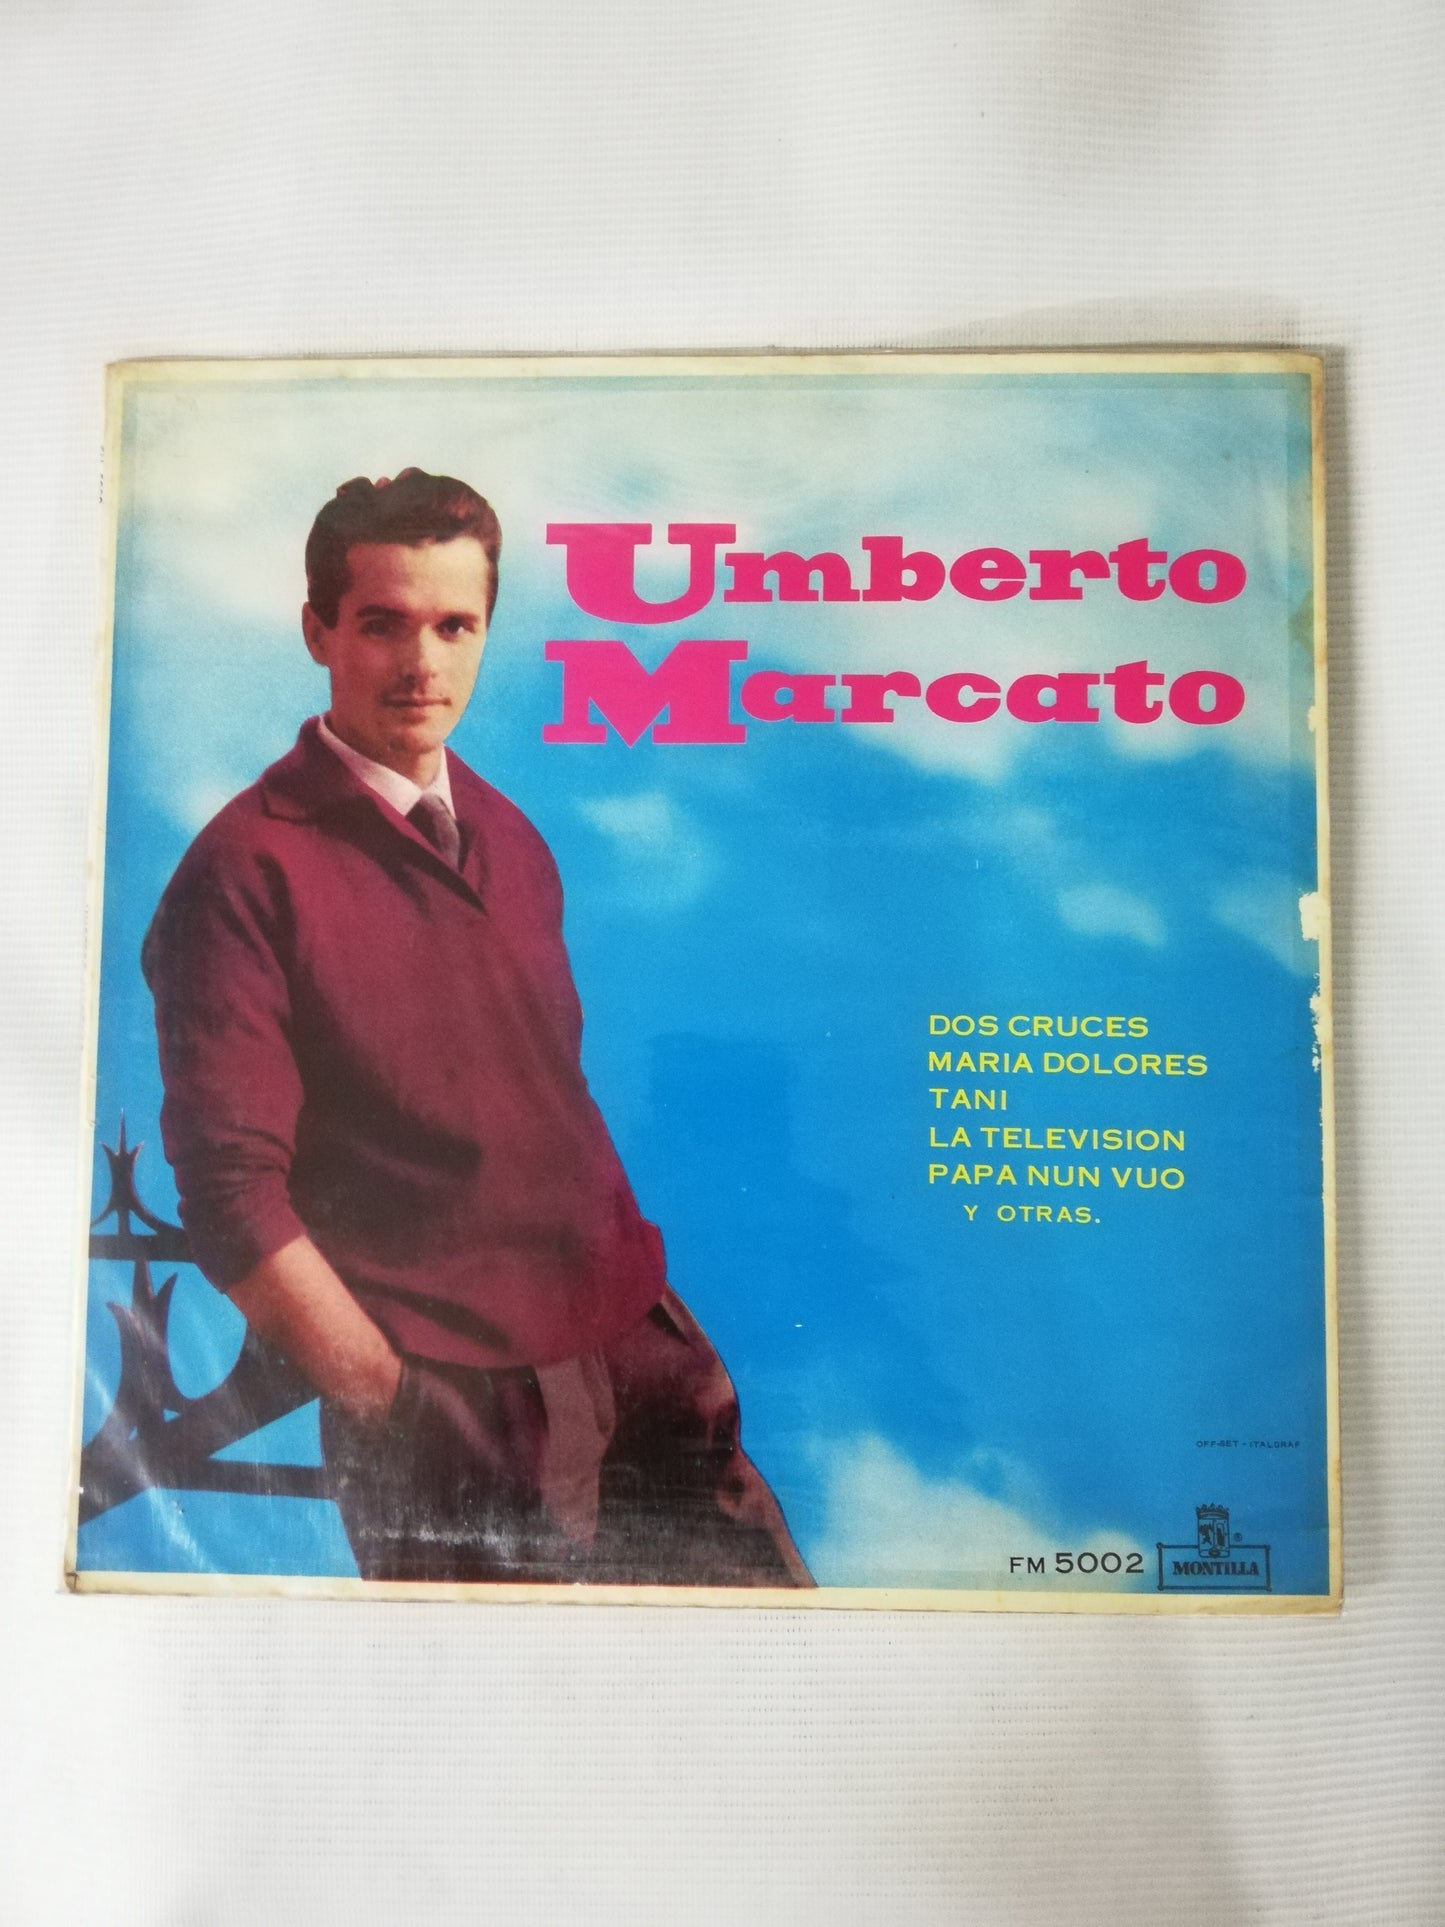 Umberto
Marcato
DOS CRUCES
MARIA DOLORES
TANI
LA TELEVISION
PAPA NUN VUO
Y OTRAS.
OFF-SET - ITALGRAF
FM 5002
MONTILLA